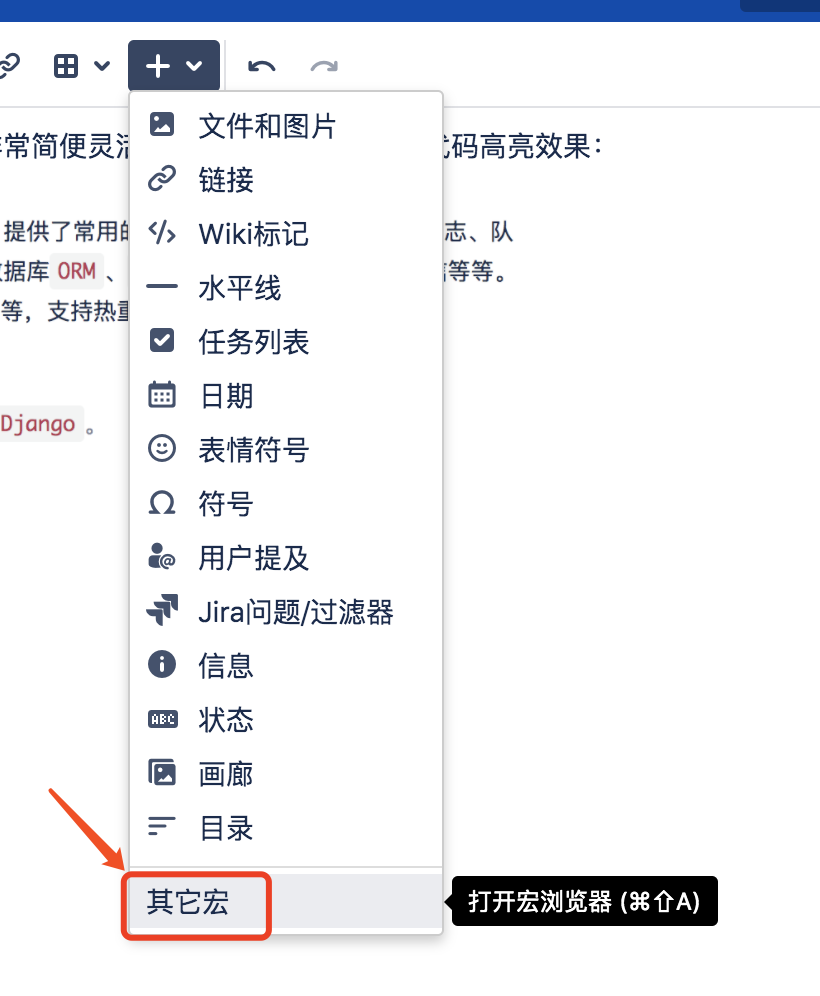 常简便灵活
码高亮效果：
提供了常用的
志、队
据库 ORM 、
等等。
等，支持热重
Django 。
文件和图片
链接
Wiki标记
水平线
任务列表
日期
表情符号
符号
用户提及
Jira问题/过滤器
信息
ABC 状态
画廊
目录
其它宏
打开宏浏览器 (⌘⇧A)